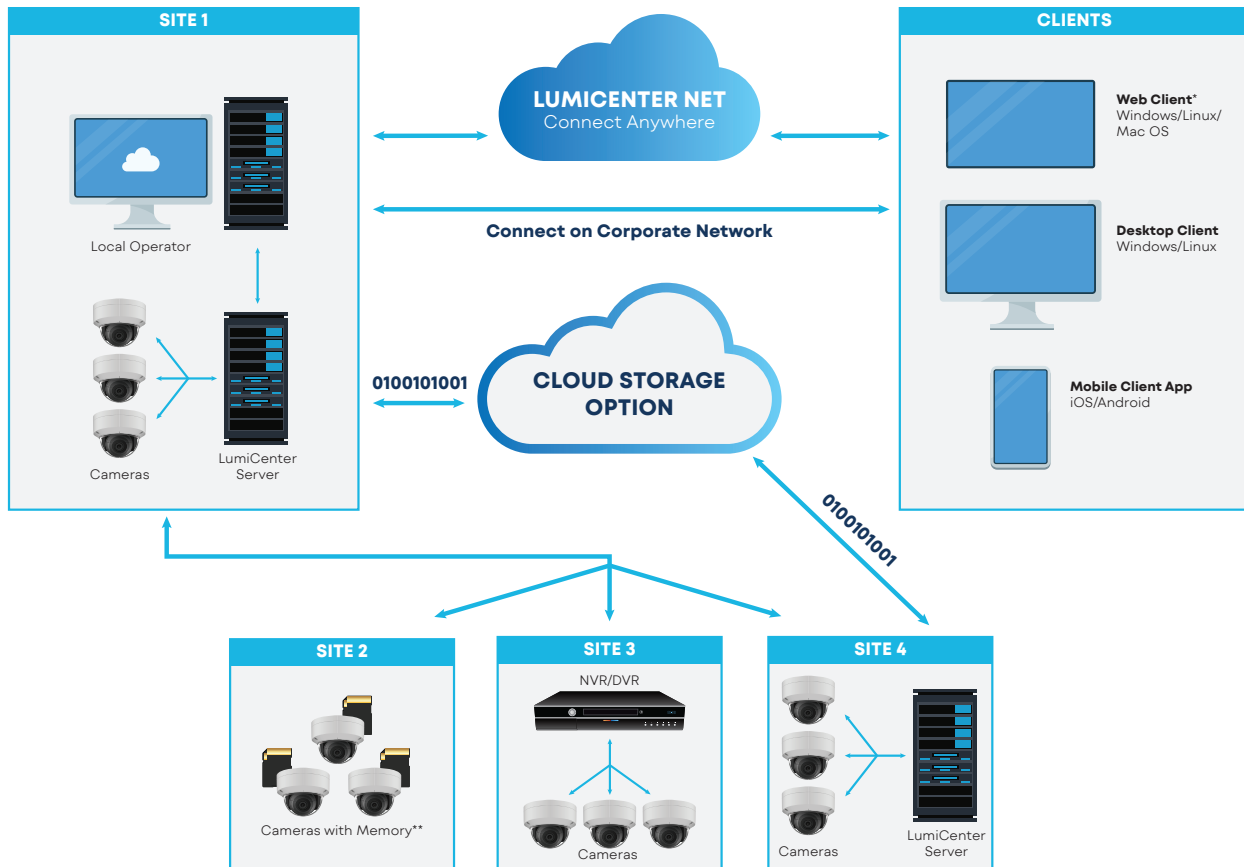 SITE 1
Local Operator
Cameras
LumiCenter
Server
LUMICENTER NET
Connect Anywhere
Connect on Corporate Network
0100101001
CLOUD STORAGE
OPTION
CLIENTS
Web Client*
Windows/Linux/
Mac OS
Desktop Client
Windows/Linux
Mobile Client App
iOS/Android
0100101001
SITE 2
Cameras with Memory**
SITE 3
NVR/DVR
Cameras
SITE 4
Cameras
LumiCenter
Server